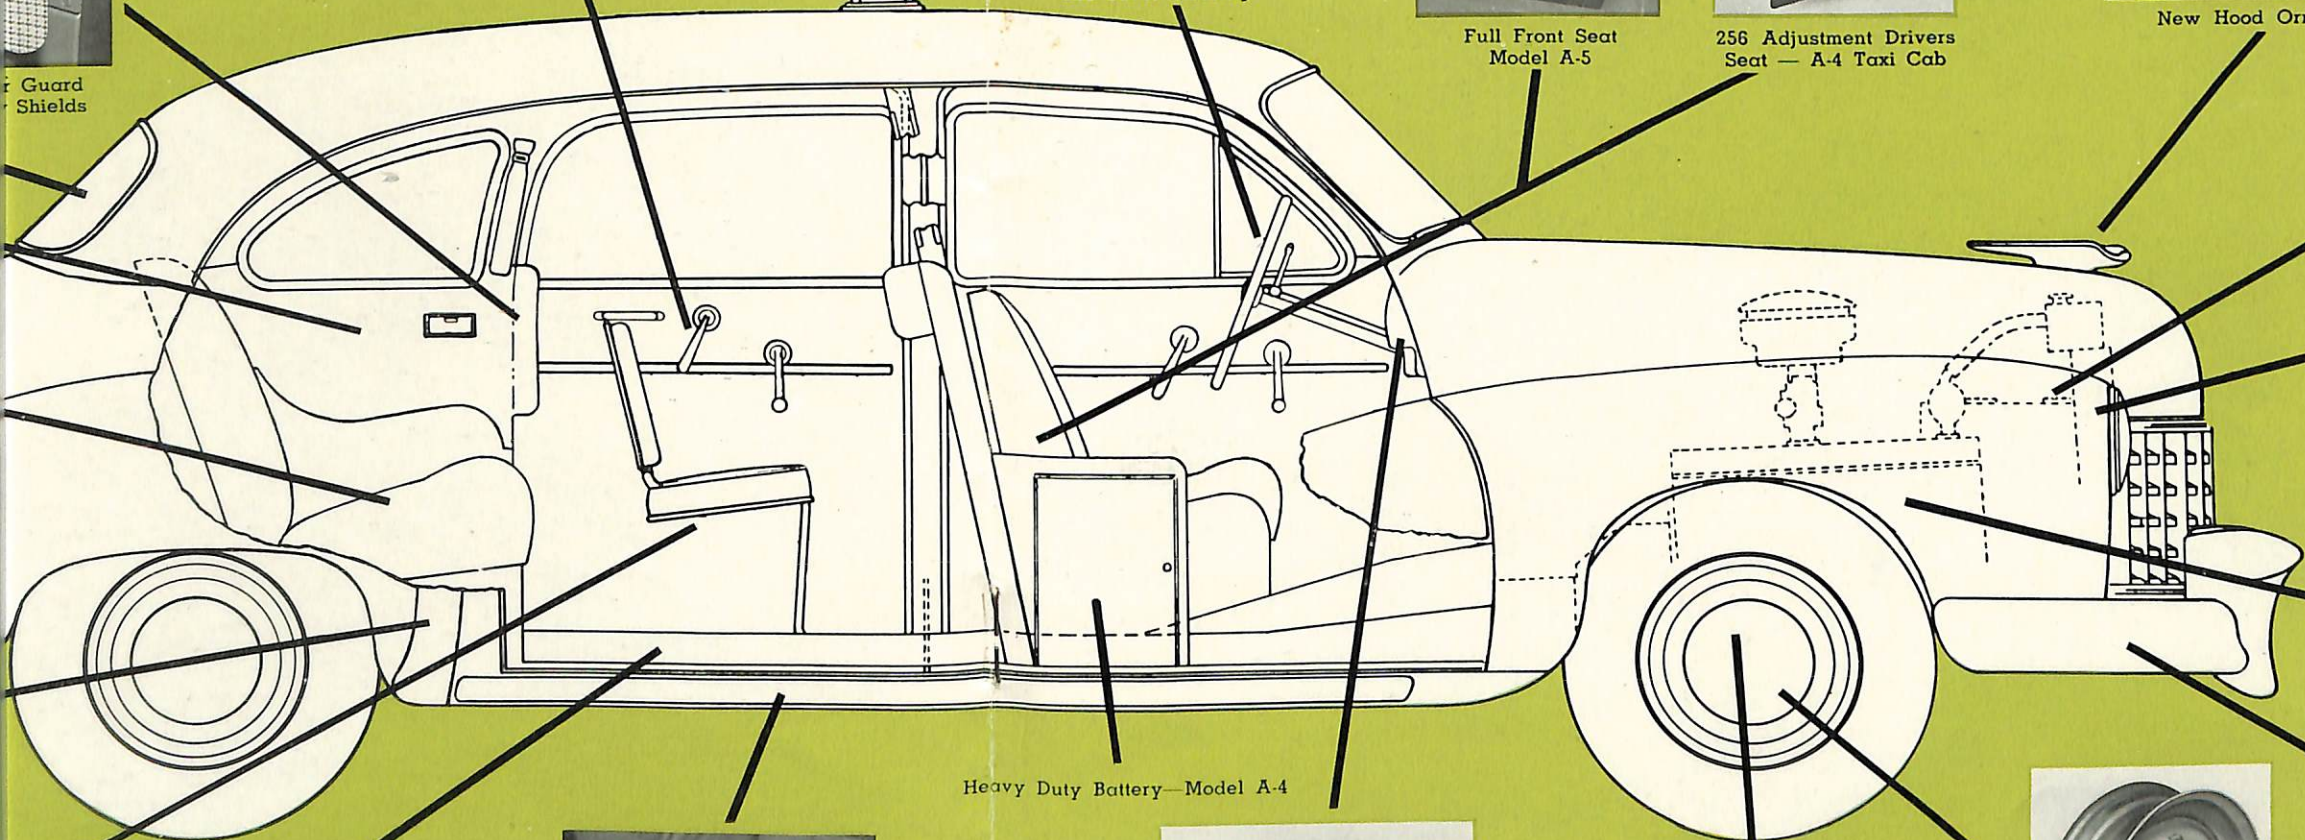 Guard
Shields
Full Front Seat
Model A-5
256 Adjustment Drivers
Seat — A-4 Taxi Cab
New Hood
Heavy Duty Battery—Model A-4